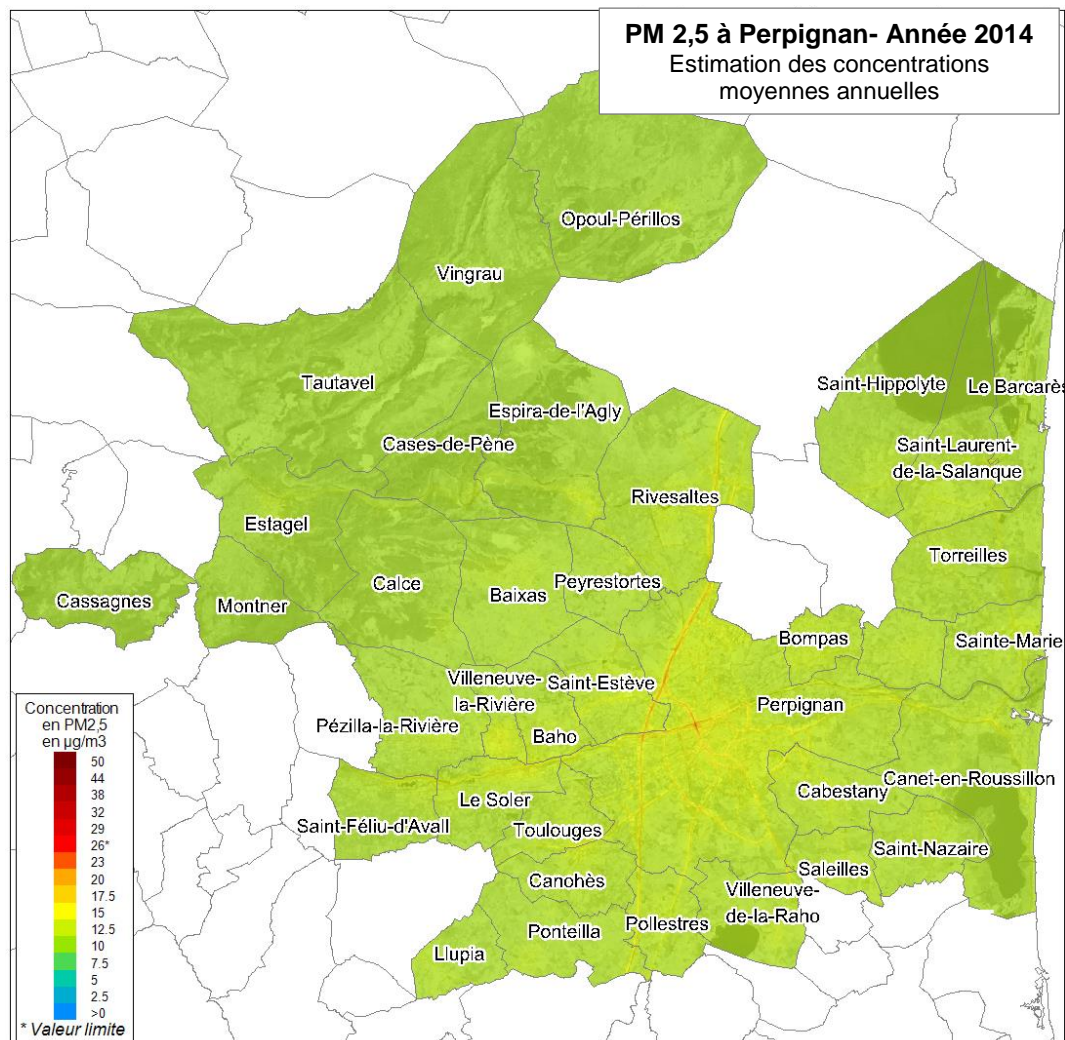 PM 2,5 à Perpignan- Année 2014
Estimation des concentrations
moyennes annuelles
Opoul-Périllos
Vingrau
Tautavel
Saint-Hippolyte
Le Barcarès
Espira-de-l'Agly
Cases-de-Pène
Saint-Laurent-
de-la-Salanque
Rivesaltes
Estagel
Torreilles
Calce
Peyrestortes
Baixas
Cassagnes
Montner
Bompas
Sainte-Marie
Villeneuve-
la-Rivière
Saint-Estève
Perpignan
Pézilla-la-Rivière
Baho
Canet-en-Roussillon
Cabestany
Le Soler
Saint-Féliu-d'Avall
Toulouges
Saint-Nazaire
Saleilles
Canohès
Villeneuve-
de-la-Raho
Pollestres
Ponteilla
Llupia
Concentration
en PM2,5
en µg/m3
50
44
38
32
29
26*
23
20
17.5
15
12.5
10
7.5
5
2.5
>0
* Valeur limite